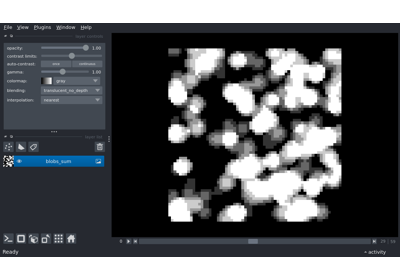 File View Plugins Window Help
opacity: 1.00
contrast limits:
auto-contrast: once continuous
gamma: 1.00
colormap: gray
blending: translucent_no_depth
interpolation: nearest
blobs_sum
Ready
activity